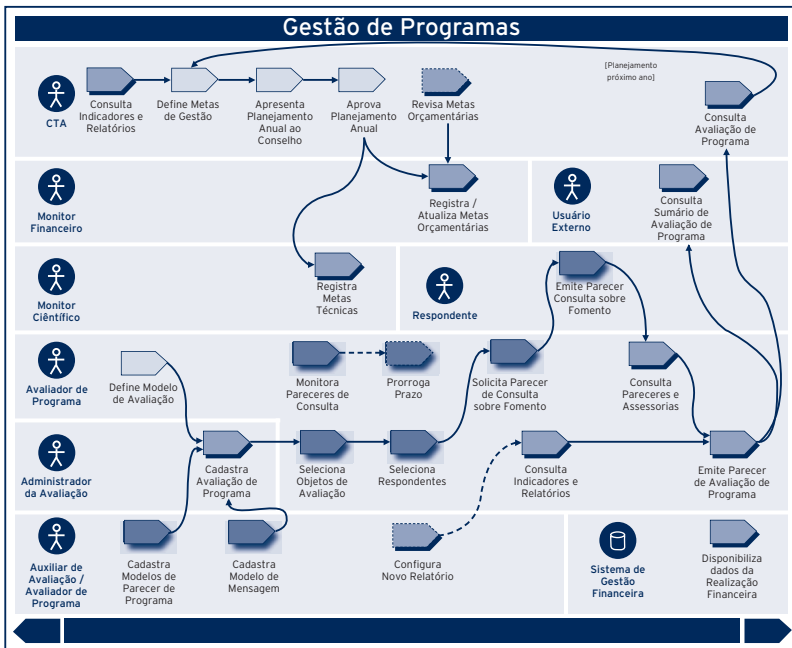 Gestão de Programas
CTA
Consulta
Indicadores e
Relatórios
Define Metas
de Gestão
Apresenta
Planejamento
Anual ao
Conselho
Aprova
Planejamento
Anual
Revisa Metas
Orçamentárias
[Planejamento
próximo ano]
Consulta
Avaliação de
Programa
Monitor
Financeiro
Registra /
Atualiza Metas
Orçamentárias
Usuário
Externo
Consulta
Sumário de
Avaliação de
Programa
Monitor
Ciêntífico
Registra
Metas
Técnicas
Respondente
Emite Parecer
Consulta sobre
Fomento
Avaliador de
Programa
Define Modelo
de Avaliação
Monitora
Pareceres de
Consulta
Prorroga
Prazo
Solicita Parecer
de Consulta
sobre Fomento
Consulta
Pareceres e
Assessorias
Administrador
da Avaliação
Cadastra
Avaliação de
Programa
Seleciona
Objetos de
Avaliação
Seleciona
Respondentes
Consulta
Indicadores e
Relatórios
Emite Parecer
de Avaliação de
Programa
Auxiliar de
Avaliação /
Avaliador de
Programa
Cadastra
Modelos de
Parecer de
Programa
Cadastra
Modelo de
Mensagem
Configura
Novo Relatório
Sistema de
Gestão
Financeira
Disponibiliza
dados da
Realização
Financeira